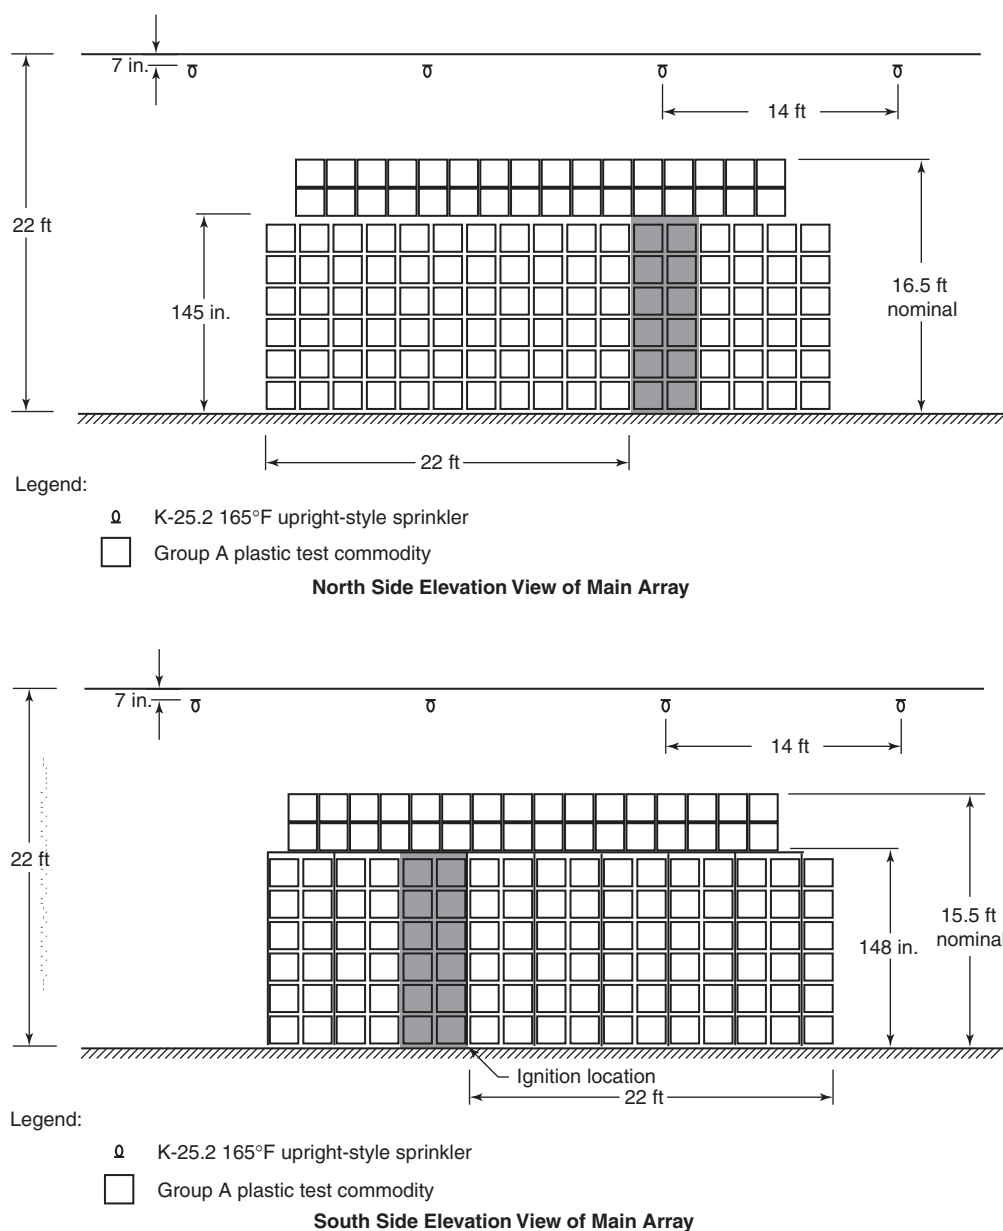 7 in.
14 ft
22 ft
145 in.
16.5 ft
nominal
22 ft
Legend:
K-25.2 165°F upright-style sprinkler
Group A plastic test commodity
North Side Elevation View of Main Array
7 in.
14 ft
22 ft
15.5 ft
nominal
148 in.
Ignition location
22 ft
Legend:
K-25.2 165°F upright-style sprinkler
Group A plastic test commodity
South Side Elevation View of Main Array